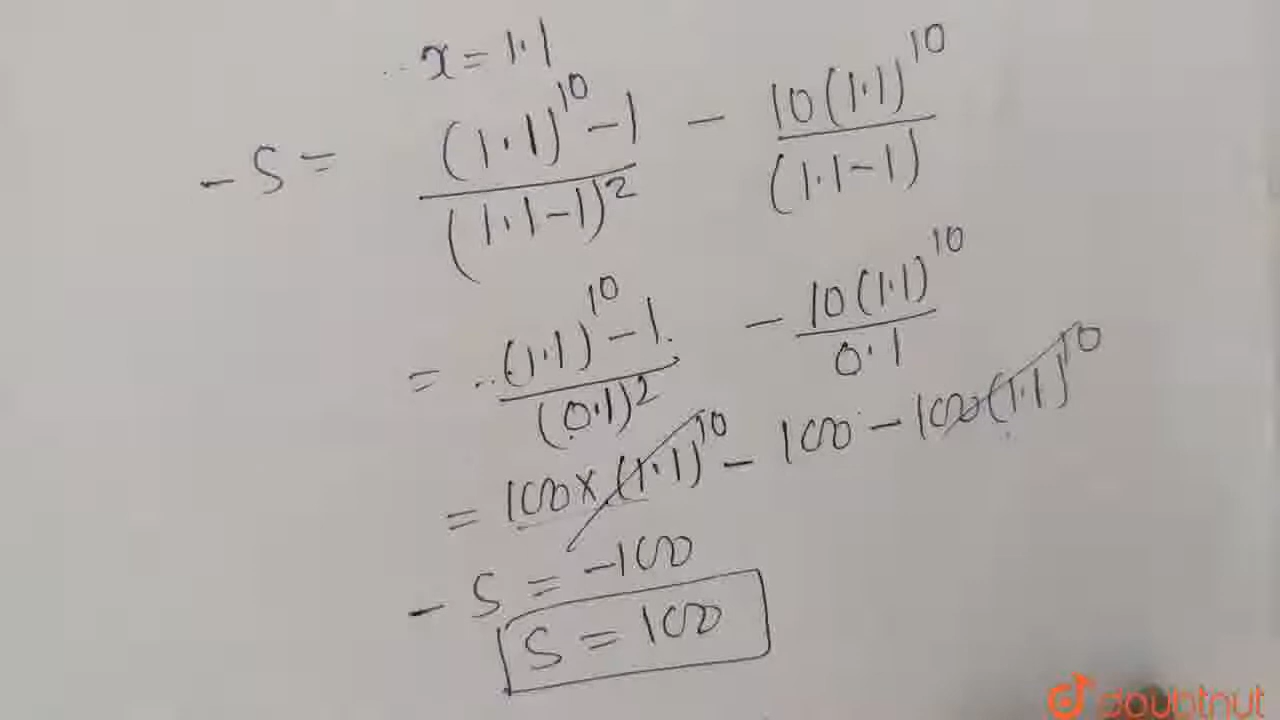 x = 1.1
- S = ((1.1)^10 - 1)/(1.1-1)^2 - 10(1.1)^10/(1.1-1)
= ((1.1)^10 - 1)/(0.1)^2 - 10(1.1)^10/0.1
= 100 × (1.1)^10 - 100 - 100(1.1)^10
- S = -100
S = 100
doubtnut